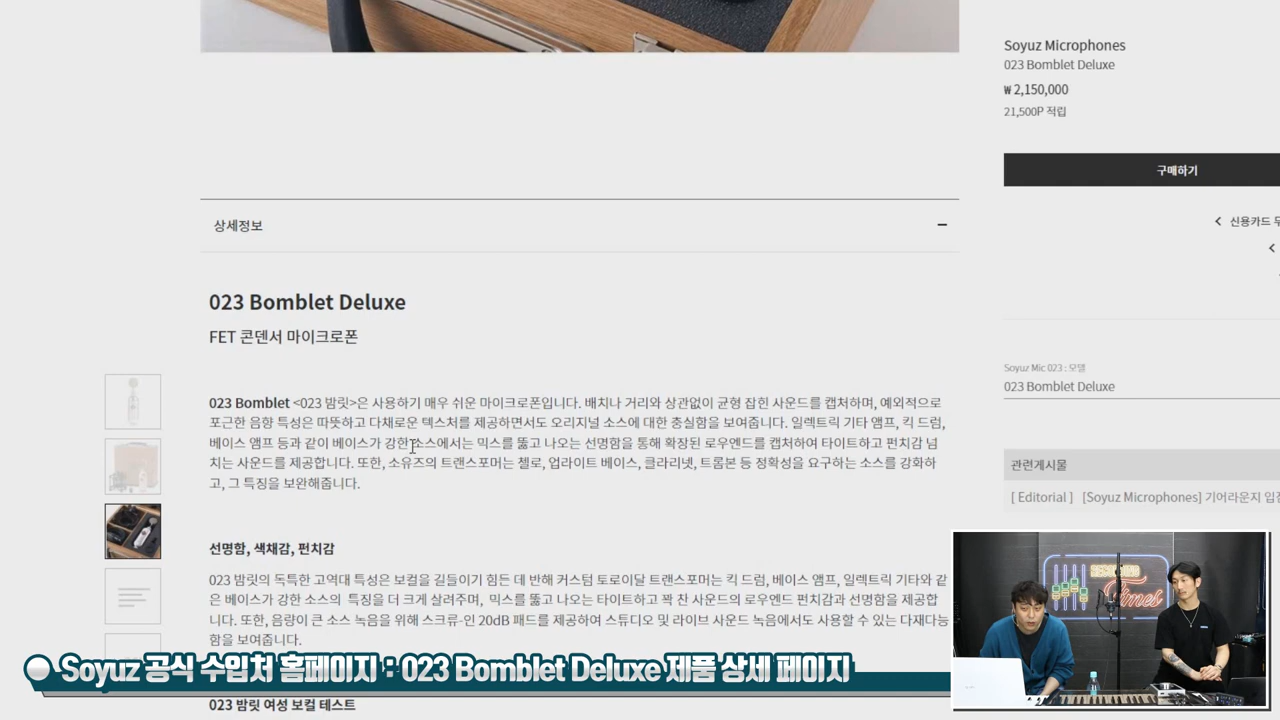 Soyuz Microphones
023 Bomblet Deluxe
₩ 2,150,000
21,500P 적립
구매하기
신용카드 무
상세정보
023 Bomblet Deluxe
FET 콘덴서 마이크로폰
023 Bomblet <023 밤릿>은 사용하기 매우 쉬운 마이크로폰입니다. 배치나 거리와 상관없이 균형 잡힌 사운드를 캡처하며, 예외적으로
포근한 음향 특성은 따뜻하고 다채로운 텍스처를 제공하면서도 오리지널 소스에 대한 충실함을 보여줍니다. 일렉트릭 기타 앰프, 킥 드럼,
베이스 앰프 등과 같이 베이스가 강한 소스에서는 믹스를 뚫고 나오는 선명함을 통해 확장된 로우엔드를 캡처하여 타이트하고 펀치감 넘
치는 사운드를 제공합니다. 또한, 소유즈의 트랜스포머는 첼로, 업라이트 베이스, 클라리넷, 트롬본 등 정확성을 요구하는 소스를 강화하
고, 그 특징을 보완해줍니다.
Soyuz Mic 023 : 모델
023 Bomblet Deluxe
관련게시물
[ Editorial ] [Soyuz Microphones] 기어라운지 입점
선명함, 색채감, 펀치감
023 밤릿의 독특한 고역대 특성은 보컬을 길들이기 힘든 데 반해 커스텀 토로이달 트랜스포머는 킥 드럼, 베이스 앰프, 일렉트릭 기타와 같
은 베이스가 강한 소스의 특징을 더 크게 살려주며, 믹스를 뚫고 나오는 타이트하고 꽉 찬 사운드의 로우엔드 펀치감과 선명함을 제공합
니다. 또한, 음량이 큰 소스 녹음을 위해 스크류-인 20dB 패드를 제공하여 스튜디오 및 라이브 사운드 녹음에서도 사용할 수 있는 다재다능
함을 보여줍니다.
Soyuz 공식 수입처 홈페이지 : 023 Bomblet Deluxe 제품 상세 페이지
023 밤릿 여성 보컬 테스트
Time!